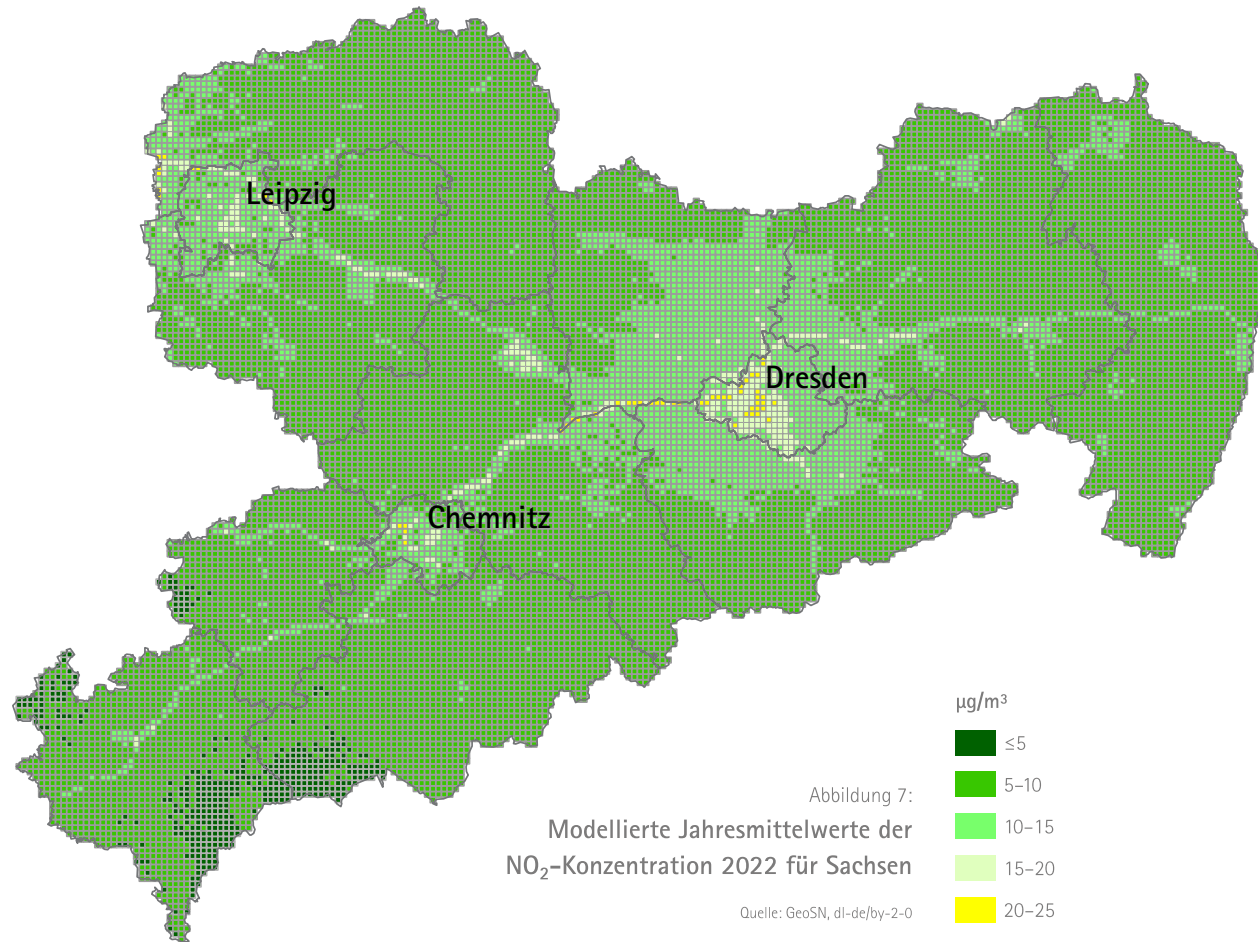 Leipzig
Dresden
Chemnitz
µg/m³
≤5
5–10
10–15
15–20
20–25
Abbildung 7:
Modellierte Jahresmittelwerte der
NO₂-Konzentration 2022 für Sachsen
Quelle: GeoSN, dl-de/by-2-0